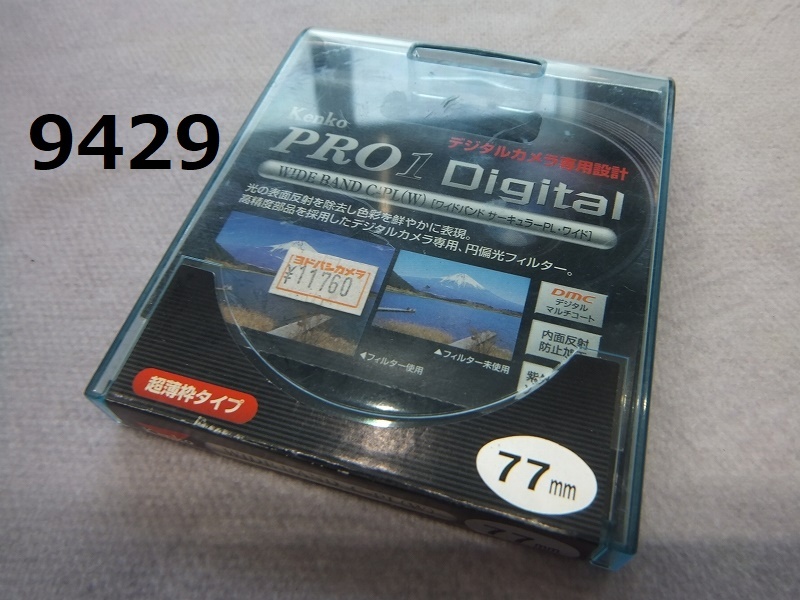 9429
Kenko
PRO1 Digital
デジタルカメラ専用設計
WIDE BAND C-PL(W) [ワイドバンド サーキュラーPL・ワイド]
光の表面反射を除去し色彩を鮮やかに表現。
高精度部品を採用したデジタルカメラ専用、円偏光フィルター。
ヨドバシカメラ
¥11760
DMC
デジタル
マルチコート
内面反射
防止加
◀フィルター使用
▲フィルター未使用
超薄枠タイプ
77mm
77mm